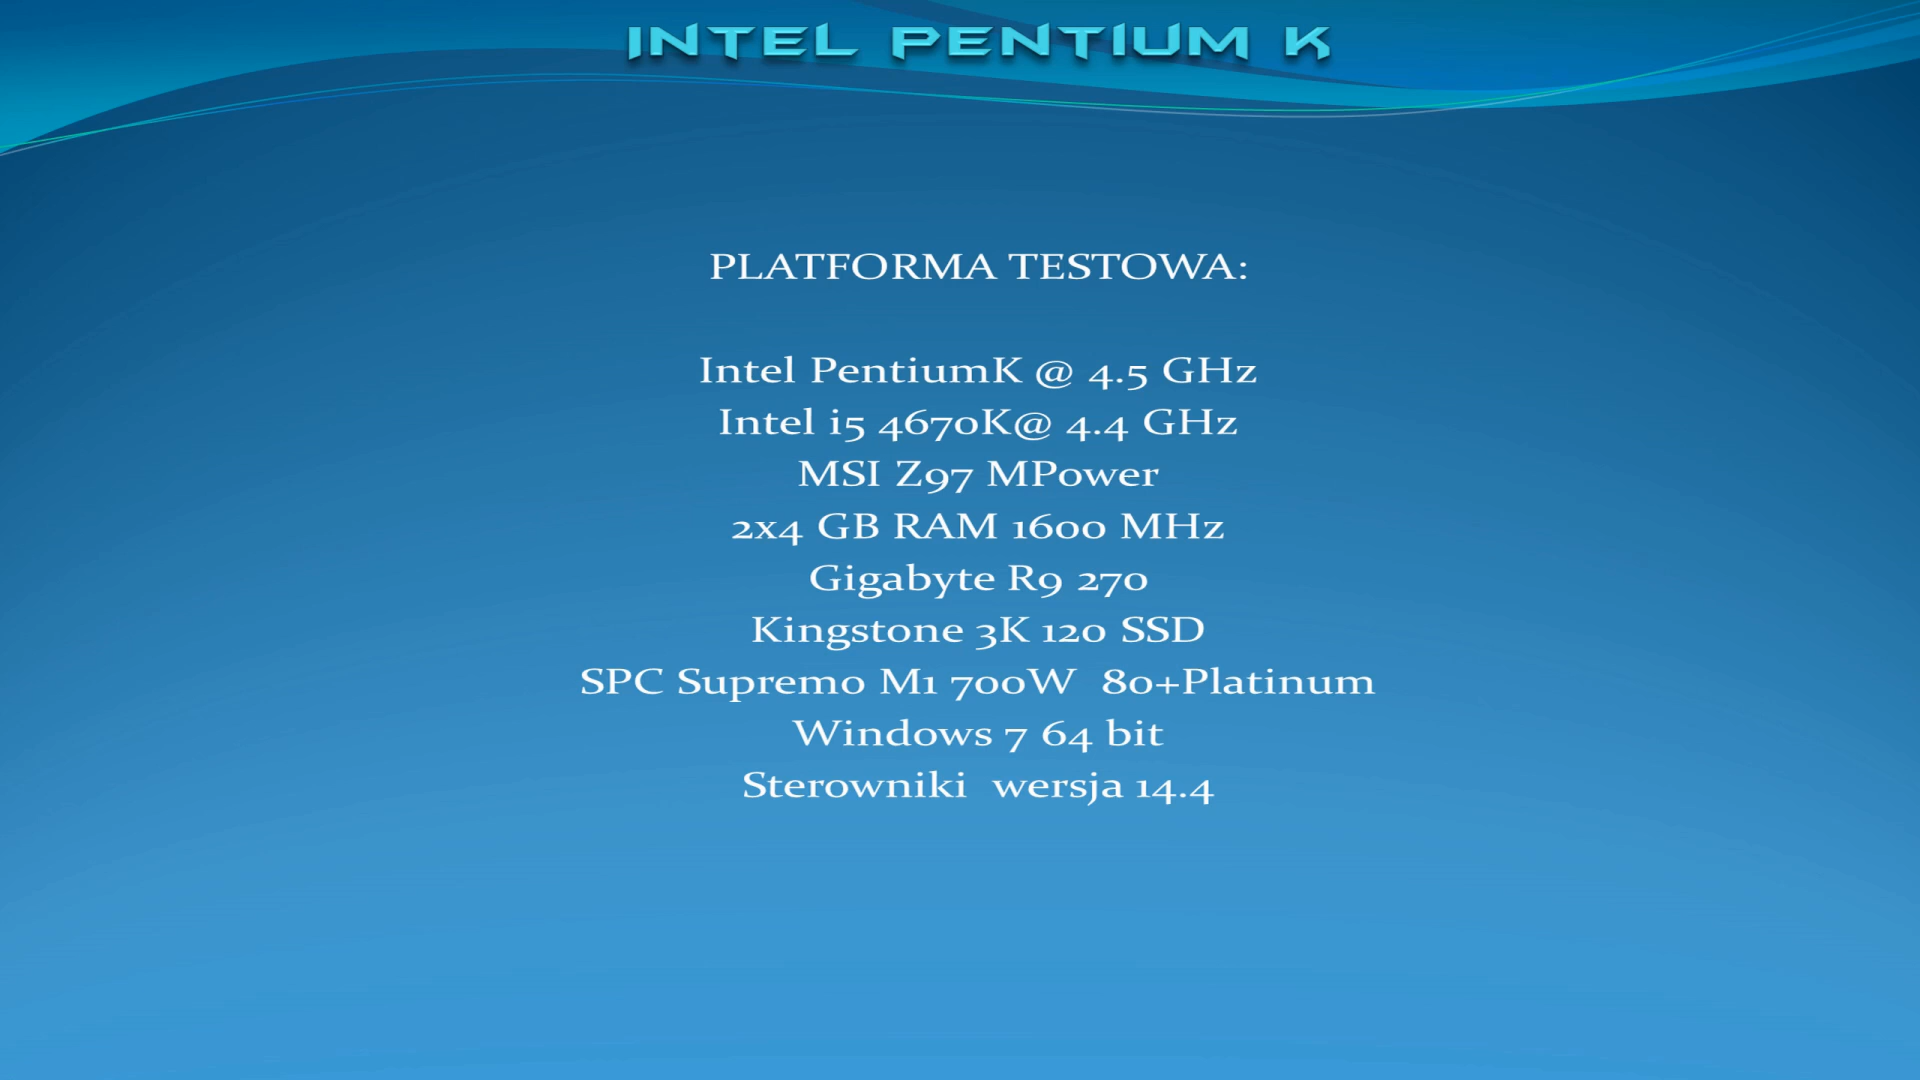 INTEL PENTIUM K
PLATFORMA TESTOWA:
Intel PentiumK @ 4.5 GHz
Intel i5 4670K@ 4.4 GHz
MSI Z97 MPower
2x4 GB RAM 1600 MHz
Gigabyte R9 270
Kingstone 3K 120 SSD
SPC Supremo M1 700W  80+Platinum
Windows 7 64 bit
Sterowniki  wersja 14.4